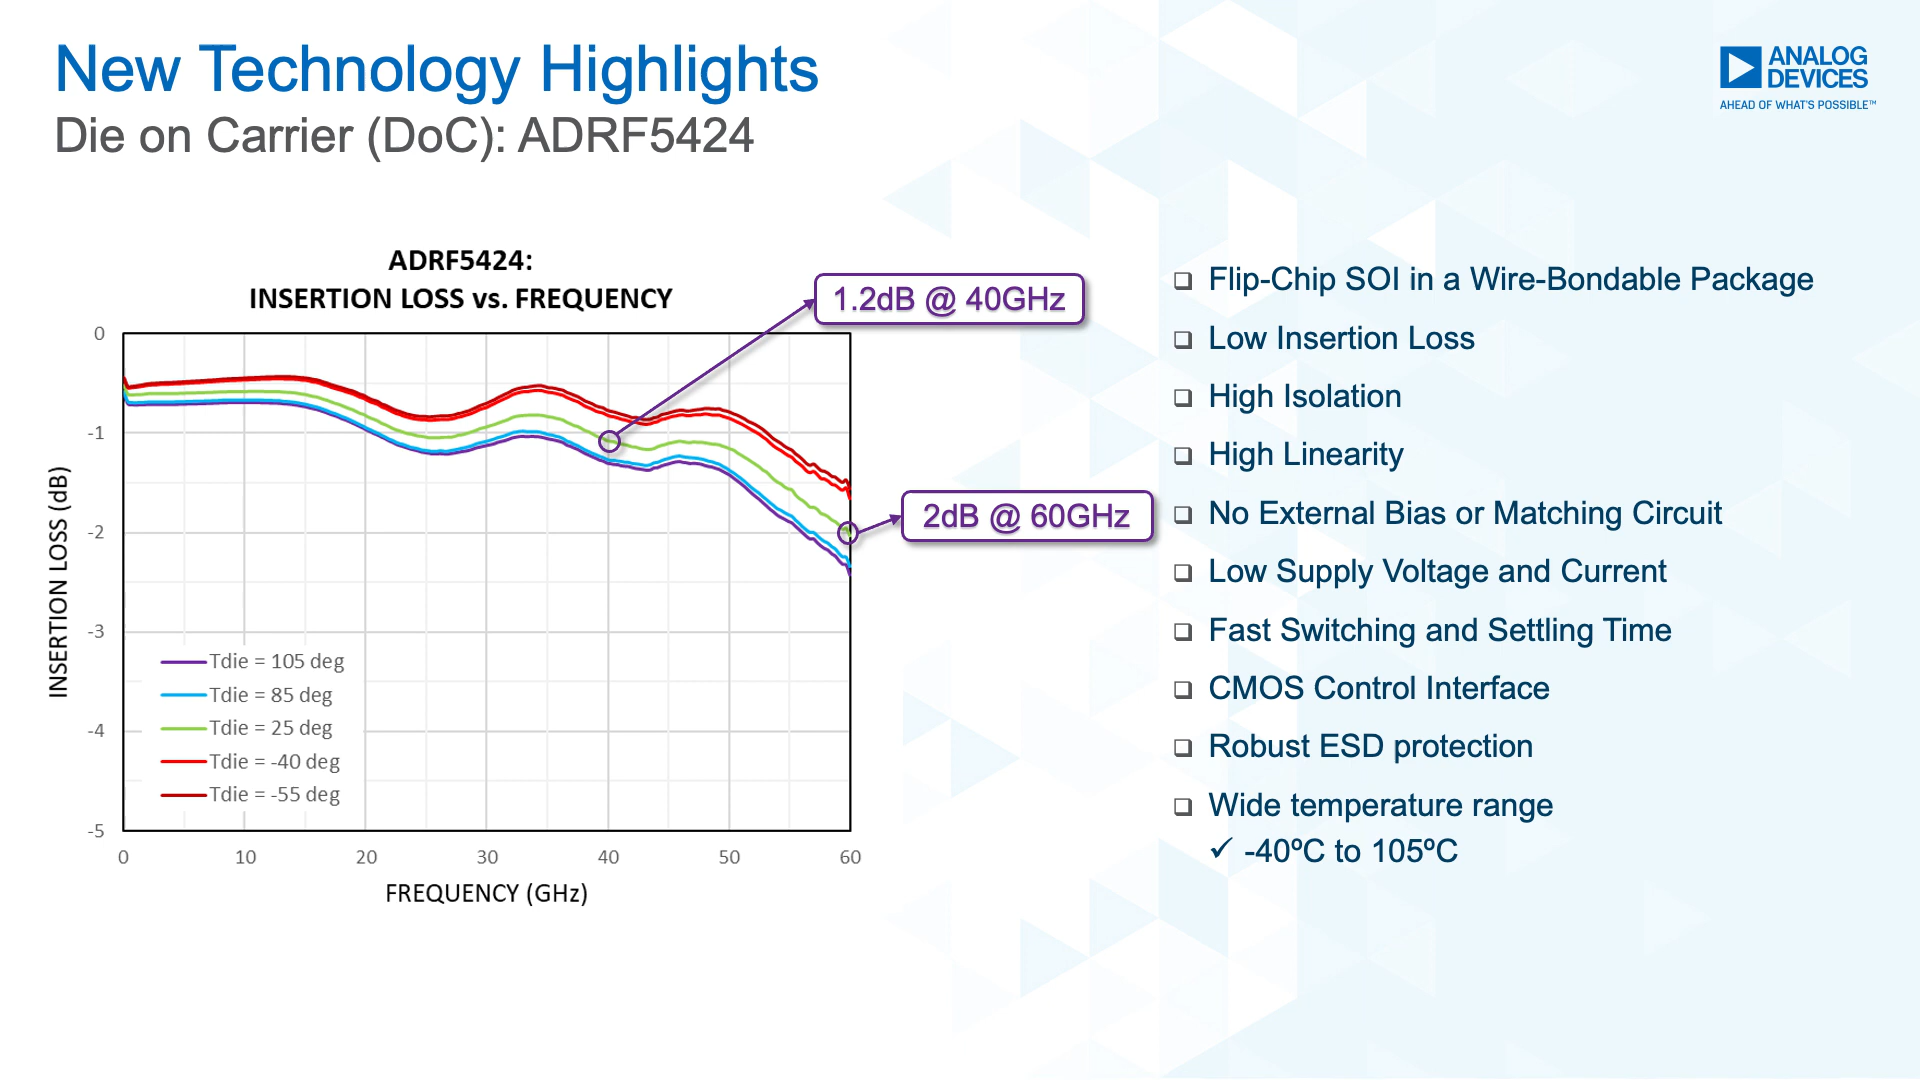 New Technology Highlights
Die on Carrier (DoC): ADRF5424
ANALOG
DEVICES
AHEAD OF WHAT'S POSSIBLE™
ADRF5424:
INSERTION LOSS vs. FREQUENCY
1.2dB @ 40GHz
2dB @ 60GHz
INSERTION LOSS (dB)
0
-1
-2
-3
-4
-5
Tdie = 105 deg
Tdie = 85 deg
Tdie = 25 deg
Tdie = -40 deg
Tdie = -55 deg
0 10 20 30 40 50 60
FREQUENCY (GHz)
❑ Flip-Chip SOI in a Wire-Bondable Package
❑ Low Insertion Loss
❑ High Isolation
❑ High Linearity
❑ No External Bias or Matching Circuit
❑ Low Supply Voltage and Current
❑ Fast Switching and Settling Time
❑ CMOS Control Interface
❑ Robust ESD protection
❑ Wide temperature range
✓ -40ºC to 105ºC